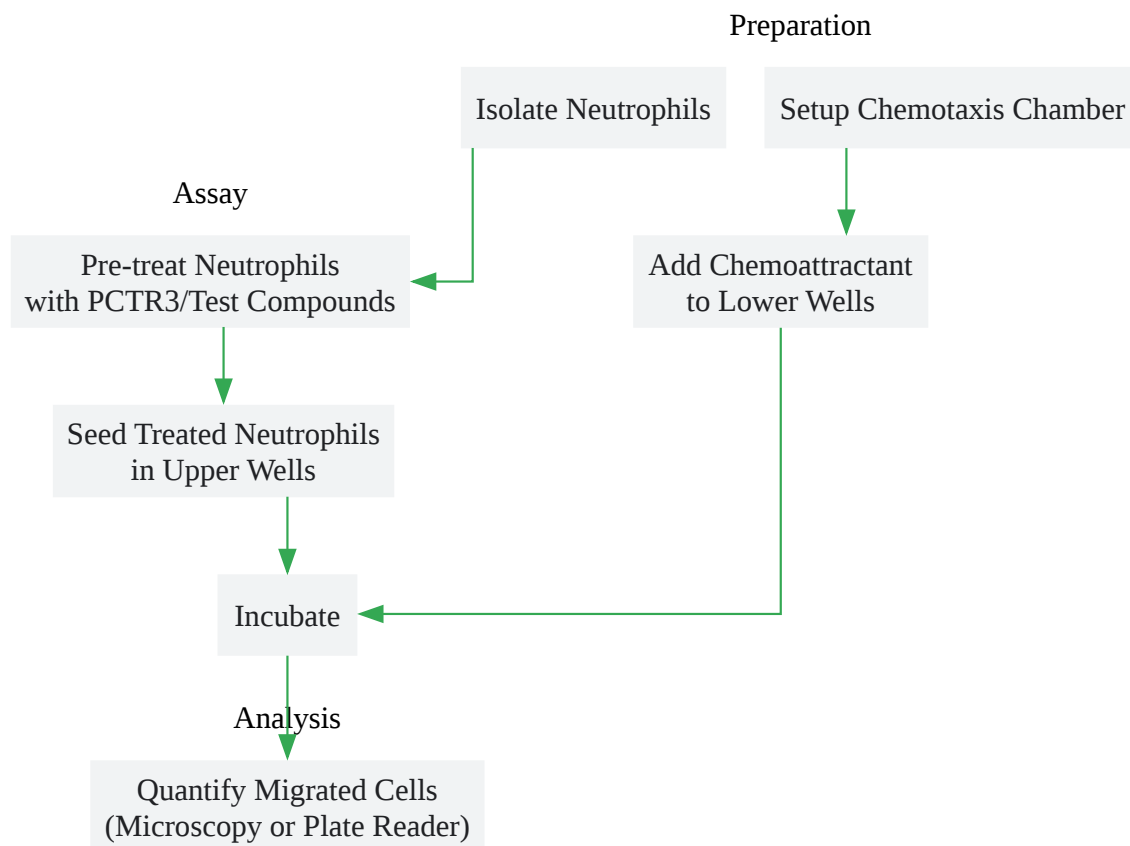 Preparation
Isolate Neutrophils
Setup Chemotaxis Chamber
Assay
Pre-treat Neutrophils
with PCTR3/Test Compounds
Add Chemoattractant
to Lower Wells
Seed Treated Neutrophils
in Upper Wells
Incubate
Analysis
Quantify Migrated Cells
(Microscopy or Plate Reader)